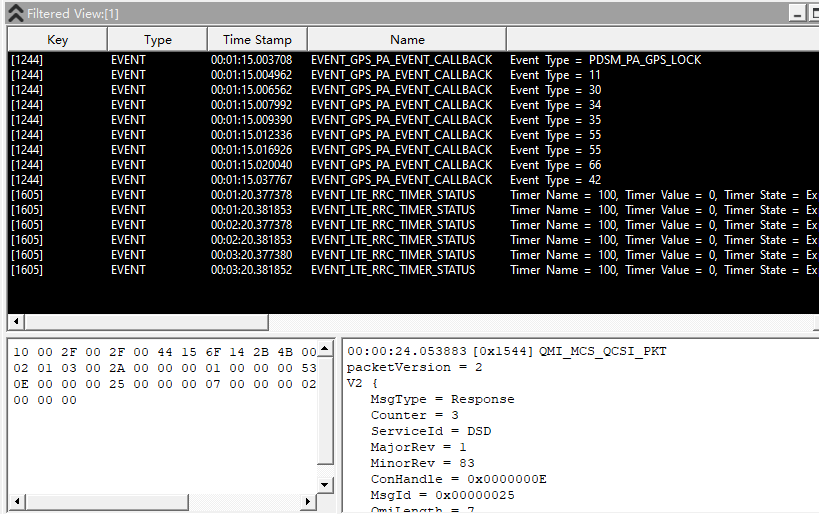 Filtered View:[1]
Key Type Time Stamp Name
[1244] EVENT 00:01:15.003708 EVENT_GPS_PA_EVENT_CALLBACK Event Type = PDSM_PA_GPS_LOCK
[1244] EVENT 00:01:15.004962 EVENT_GPS_PA_EVENT_CALLBACK Event Type = 11
[1244] EVENT 00:01:15.006562 EVENT_GPS_PA_EVENT_CALLBACK Event Type = 30
[1244] EVENT 00:01:15.007992 EVENT_GPS_PA_EVENT_CALLBACK Event Type = 34
[1244] EVENT 00:01:15.009390 EVENT_GPS_PA_EVENT_CALLBACK Event Type = 35
[1244] EVENT 00:01:15.012336 EVENT_GPS_PA_EVENT_CALLBACK Event Type = 55
[1244] EVENT 00:01:15.016926 EVENT_GPS_PA_EVENT_CALLBACK Event Type = 55
[1244] EVENT 00:01:15.020040 EVENT_GPS_PA_EVENT_CALLBACK Event Type = 66
[1244] EVENT 00:01:15.037767 EVENT_GPS_PA_EVENT_CALLBACK Event Type = 42
[1605] EVENT 00:01:20.377378 EVENT_LTE_RRC_TIMER_STATUS Timer Name = 100, Timer Value = 0, Timer State = Ex
[1605] EVENT 00:01:20.381853 EVENT_LTE_RRC_TIMER_STATUS Timer Name = 100, Timer Value = 0, Timer State = Ex
[1605] EVENT 00:02:20.377378 EVENT_LTE_RRC_TIMER_STATUS Timer Name = 100, Timer Value = 0, Timer State = Ex
[1605] EVENT 00:02:20.381853 EVENT_LTE_RRC_TIMER_STATUS Timer Name = 100, Timer Value = 0, Timer State = Ex
[1605] EVENT 00:03:20.377380 EVENT_LTE_RRC_TIMER_STATUS Timer Name = 100, Timer Value = 0, Timer State = Ex
[1605] EVENT 00:03:20.381852 EVENT_LTE_RRC_TIMER_STATUS Timer Name = 100, Timer Value = 0, Timer State = Ex
10 00 2F 00 2F 00 44 15 6F 14 2B 4B 00
02 01 03 00 2A 00 00 00 01 00 00 00 53
0E 00 00 00 25 00 00 00 07 00 00 00 02
00 00 00
00:00:24.053883 [0x1544] QMI_MCS_QCSI_PKT
packetVersion = 2
V2 {
MsgType = Response
Counter = 3
ServiceId = DSD
MajorRev = 1
MinorRev = 83
ConHandle = 0x0000000E
MsgId = 0x00000025
QmiLength = 7